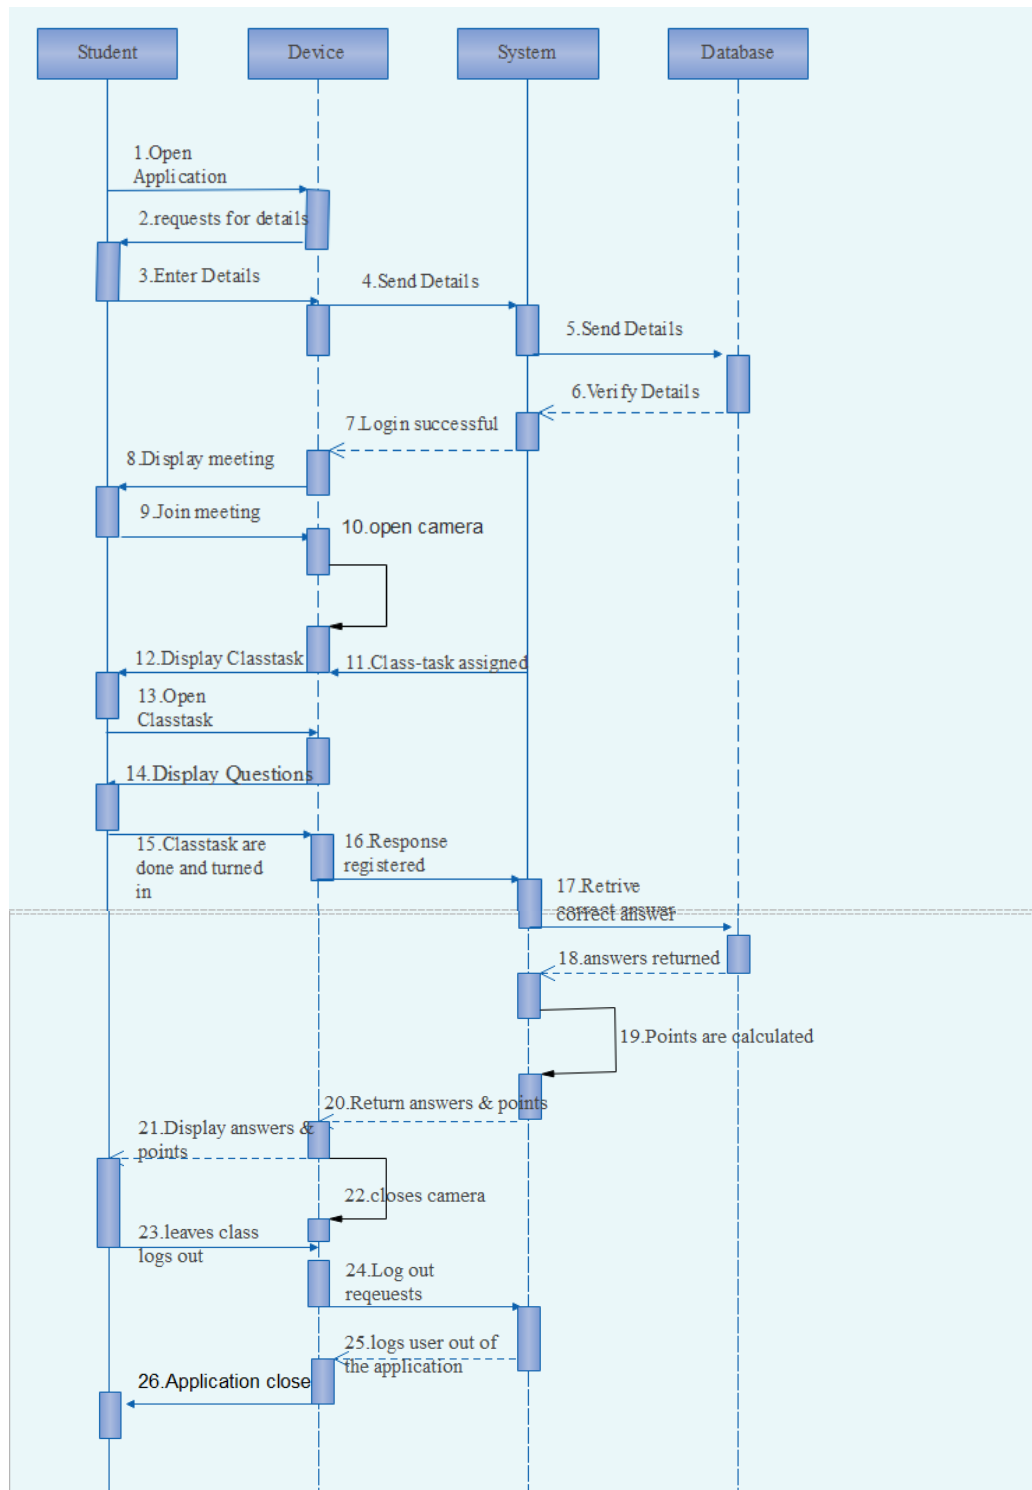 Student
Device
System
Database
1.Open
Application
2.requests for details
3.Enter Details
4.Send Details
5.Send Details
6.Verify Details
7.Login successful
8.Display meeting
9.Join meeting
10.open camera
11.Class-task assigned
12.Display Classtask
13.Open
Classtask
14.Display Questions
15.Classtask are
done and turned
in
16.Response
registered
17.Retrive
correct answer
18.answers returned
19.Points are calculated
20.Return answers & points
21.Display answers &
points
22.closes camera
23.leaves class
logs out
24.Log out
reqeuests
25.logs user out of
the application
26.Application close